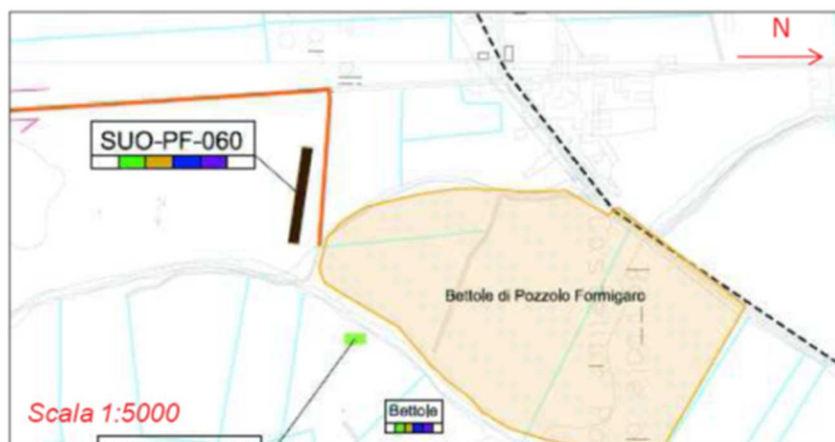 N
SUO-PF-060
Bettole di Pozzolo Formigaro
Scala 1:5000
Bettole